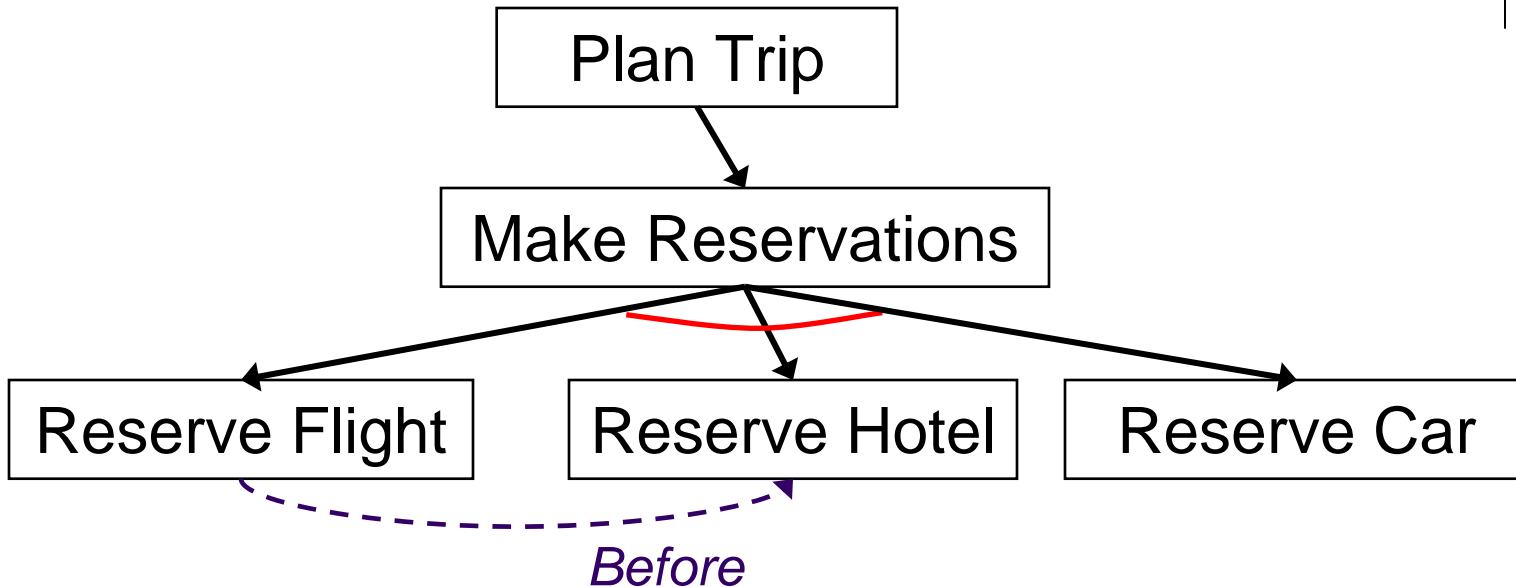 Plan Trip
Make Reservations
Reserve Flight
Reserve Hotel
Reserve Car
Before